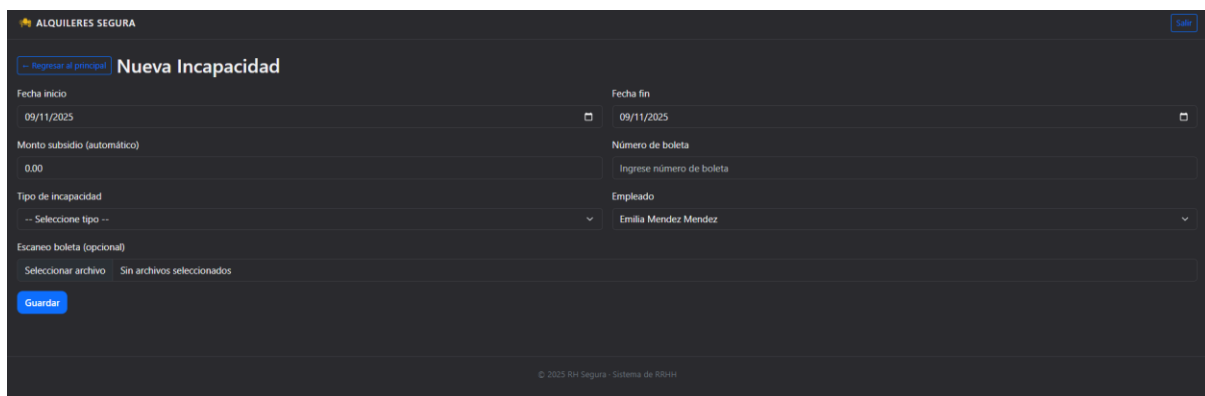 ALQUILERES SEGURA
Salir
← Regresar al principal
Nueva Incapacidad
Fecha inicio
Fecha fin
09/11/2025
09/11/2025
Monto subsidio (automático)
Número de boleta
0.00
Ingrese número de boleta
Tipo de incapacidad
Empleado
-- Seleccione tipo --
Emilia Mendez Mendez
Escaneo boleta (opcional)
Seleccionar archivo Sin archivos seleccionados
Guardar
© 2025 RH Segura - Sistema de RRHH